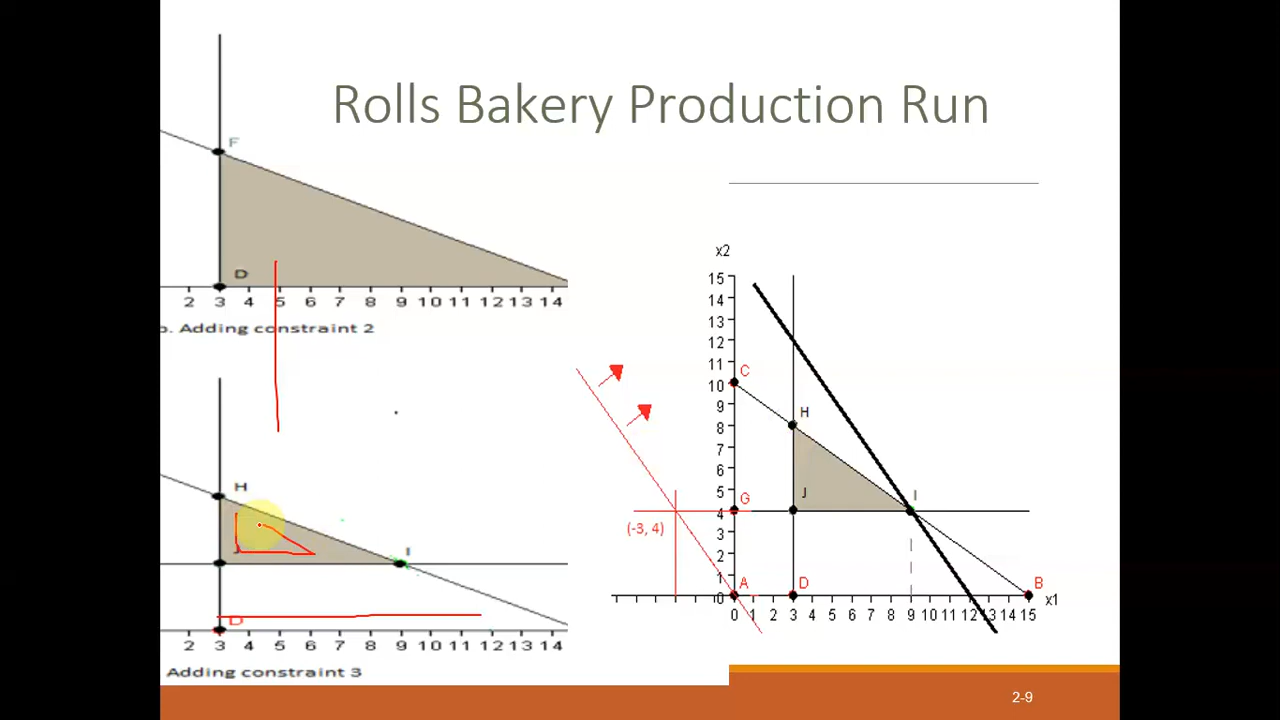 Rolls Bakery Production Run
F
D
2 3 4 5 6 7 8 9 10 11 12 13 14
Adding constraint 2
H
J
I
D
2 3 4 5 6 7 8 9 10 11 12 13 14
Adding constraint 3
x2
15
14
13
12
11
10
9
8
7
6
5
4
3
2
1
0
C
H
G
J
I
(-3, 4)
A
D
B
0 1 2 3 4 5 6 7 8 9 10 11 12 13 14 15
x1
2-9